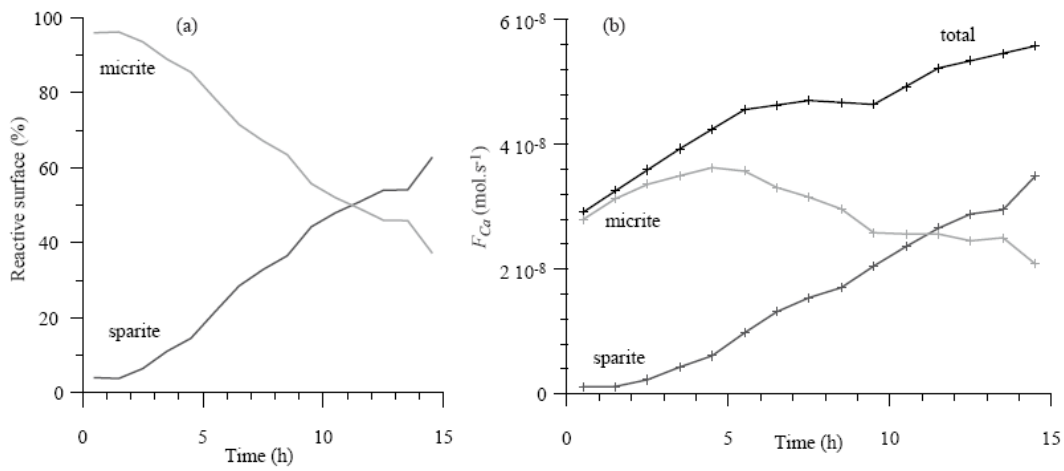 (a)
micrite
sparite
Reactive surface (%)
100
80
60
40
20
0
0
5
10
15
Time (h)
(b)
total
micrite
sparite
F_Ca (mol.s⁻¹)
6 10⁻⁸
4 10⁻⁸
2 10⁻⁸
0
0
5
10
15
Time (h)